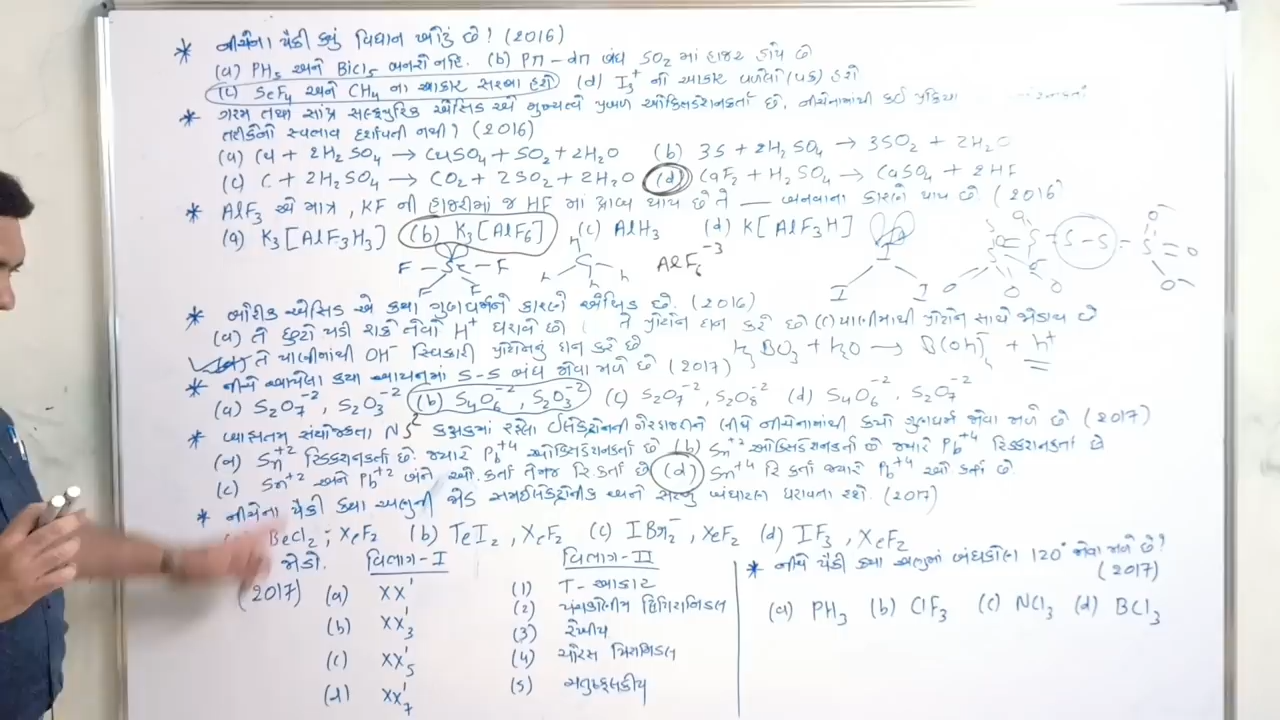 * નીચેના પૈકી કયું વિધાન ખોટું છે? (2016)
(a) PH₅ અને BiCl₅ બનશે નહિ. (b) Pπ – dπ બંધ SO₂ માં હાજર હોય છે
(c) SeF₄ અને CH₄ ના આકાર સરખા હશે (d) I₃⁺ નો આકાર વળેલો હશે
* ગરમ તથા સાંદ્ર સલ્ફ્યુરિક એસિડ એ મુખ્યત્વે પ્રબળ ઓક્સિડેશનકર્તા છે. નીચેનામાંથી કઈ પ્રક્રિયા
તરીકેનો સ્વભાવ દર્શાવતી નથી? (2016)
(a) Cu + 2H₂SO₄ → CuSO₄ + SO₂ + 2H₂O (b) 3S + 2H₂SO₄ → 3SO₂ + 2H₂O
(c) C + 2H₂SO₄ → CO₂ + 2SO₂ + 2H₂O (d) CaF₂ + H₂SO₄ → CaSO₄ + 2HF
* AlF₃ એ માત્ર, KF ની હાજરીમાં જ HF માં દ્રાવ્ય થાય છે તે ___ બનવાના કારણે થાય છે. (2016
(a) K₃[AlF₃H₃] (b) K₃[AlF₆] (c) AlH₃ (d) K[AlF₃H]
F – Se – F
F F
AlF₆⁻³
I
I I
S–S
* બોરિક એસિડ એ કયા ગુણધર્મને કારણે એસિડ છે. (2016)
(a) તે છુટો પડી શકે તેવો H⁺ ધરાવે છે તે પ્રોટોન દાન કરે છે (c) પાણીમાંથી પ્રોટોન સાથે જોડાય છે
તે પાણીમાંથી OH⁻ સ્વિકારી પ્રોટોનનું દાન કરે છે
H₃BO₃ + H₂O → B(OH)₄⁻ + H⁺
* નીચે આપેલા કયા આયનમાં S-S બંધ જોવા મળે છે (2017)
(a) S₂O₇⁻², S₂O₃⁻² (b) S₄O₆⁻², S₂O₃⁻² (c) S₂O₇⁻², S₂O₈⁻² (d) S₄O₆⁻², S₂O₇⁻²
* ns² કક્ષકમાં રહેલા ઈલેક્ટ્રોનની ગેરહાજરીને લીધે નીચેનામાંથી કયો ગુણધર્મ જોવા મળે છે (2017)
(a) Sn⁺² રિડક્શનકર્તા છે. જ્યારે Pb⁺⁴ ઓક્સિડેશનકર્તા છે (b) Sn⁺² ઓક્સિડેશનકર્તા છે જ્યારે Pb⁺⁴ રિડક્શનકર્તા છે
(c) Sn⁺² અને Pb⁺² બંને ઓ.કર્તા તેમજ રિ કર્તા છે (d) Sn⁺⁴ રિ કર્તા જ્યારે Pb⁺⁴ ઓ કર્તા છે
* નીચેના પૈકી કયા અણુની જોડ સમઈલેક્ટ્રોનીક અને સરખુ બંધારણ ધરાવતા હશે. (2017)
BeCl₂, XeF₂ (b) TeI₂, XeF₂ (c) IBr₂⁻, XeF₂ (d) IF₃, XeF₂
જોડો. વિભાગ-I વિભાગ-II
(2017) (a) XX' (1) T-આકાર
(b) XX'₃ (2) પંચકોણીય દ્વિપિરામિડલ
(c) XX'₅ (3) રેખીય
(d) XX'₇ (4) ચોરસ પિરામિડલ
(5) ચતુષ્ફલકીય
* નીચે પૈકી કયા અણુમાં બંધકોણ 120° જોવા મળે છે?
(2017)
(a) PH₃ (b) ClF₃ (c) NCl₃ (d) BCl₃